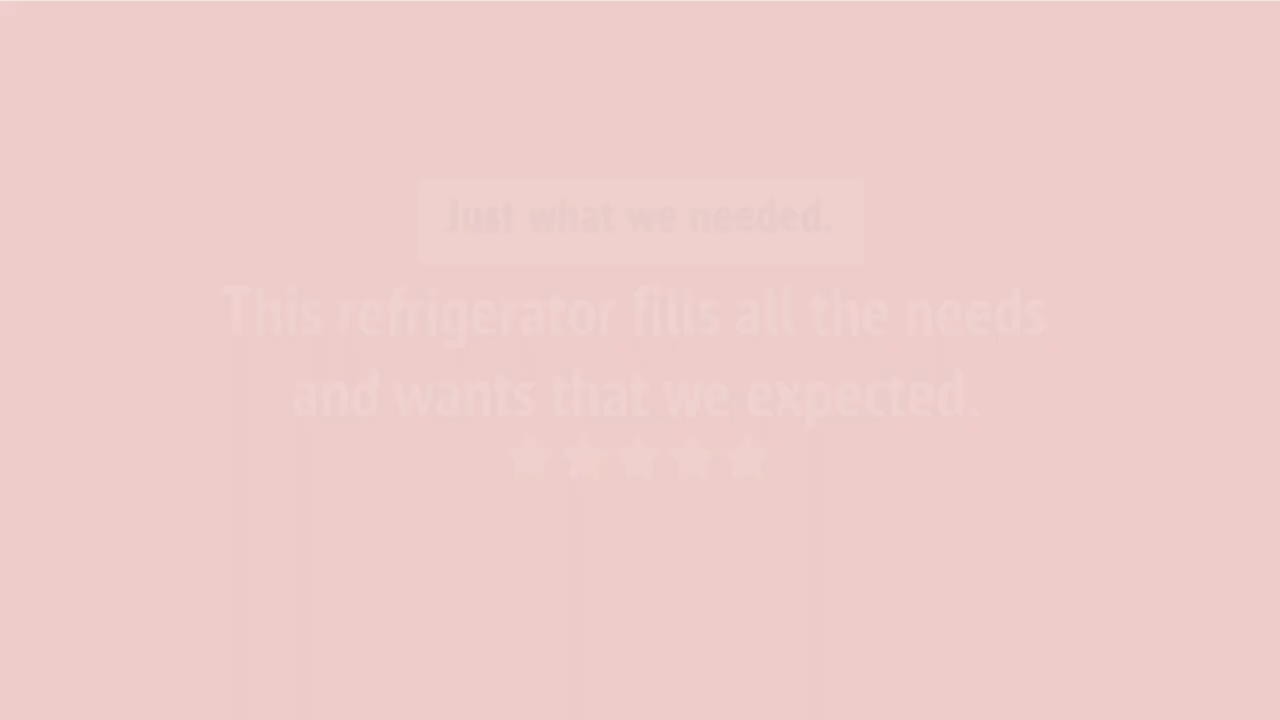 Just what we needed.
This refrigerator fills all the needs
and wants that we expected.